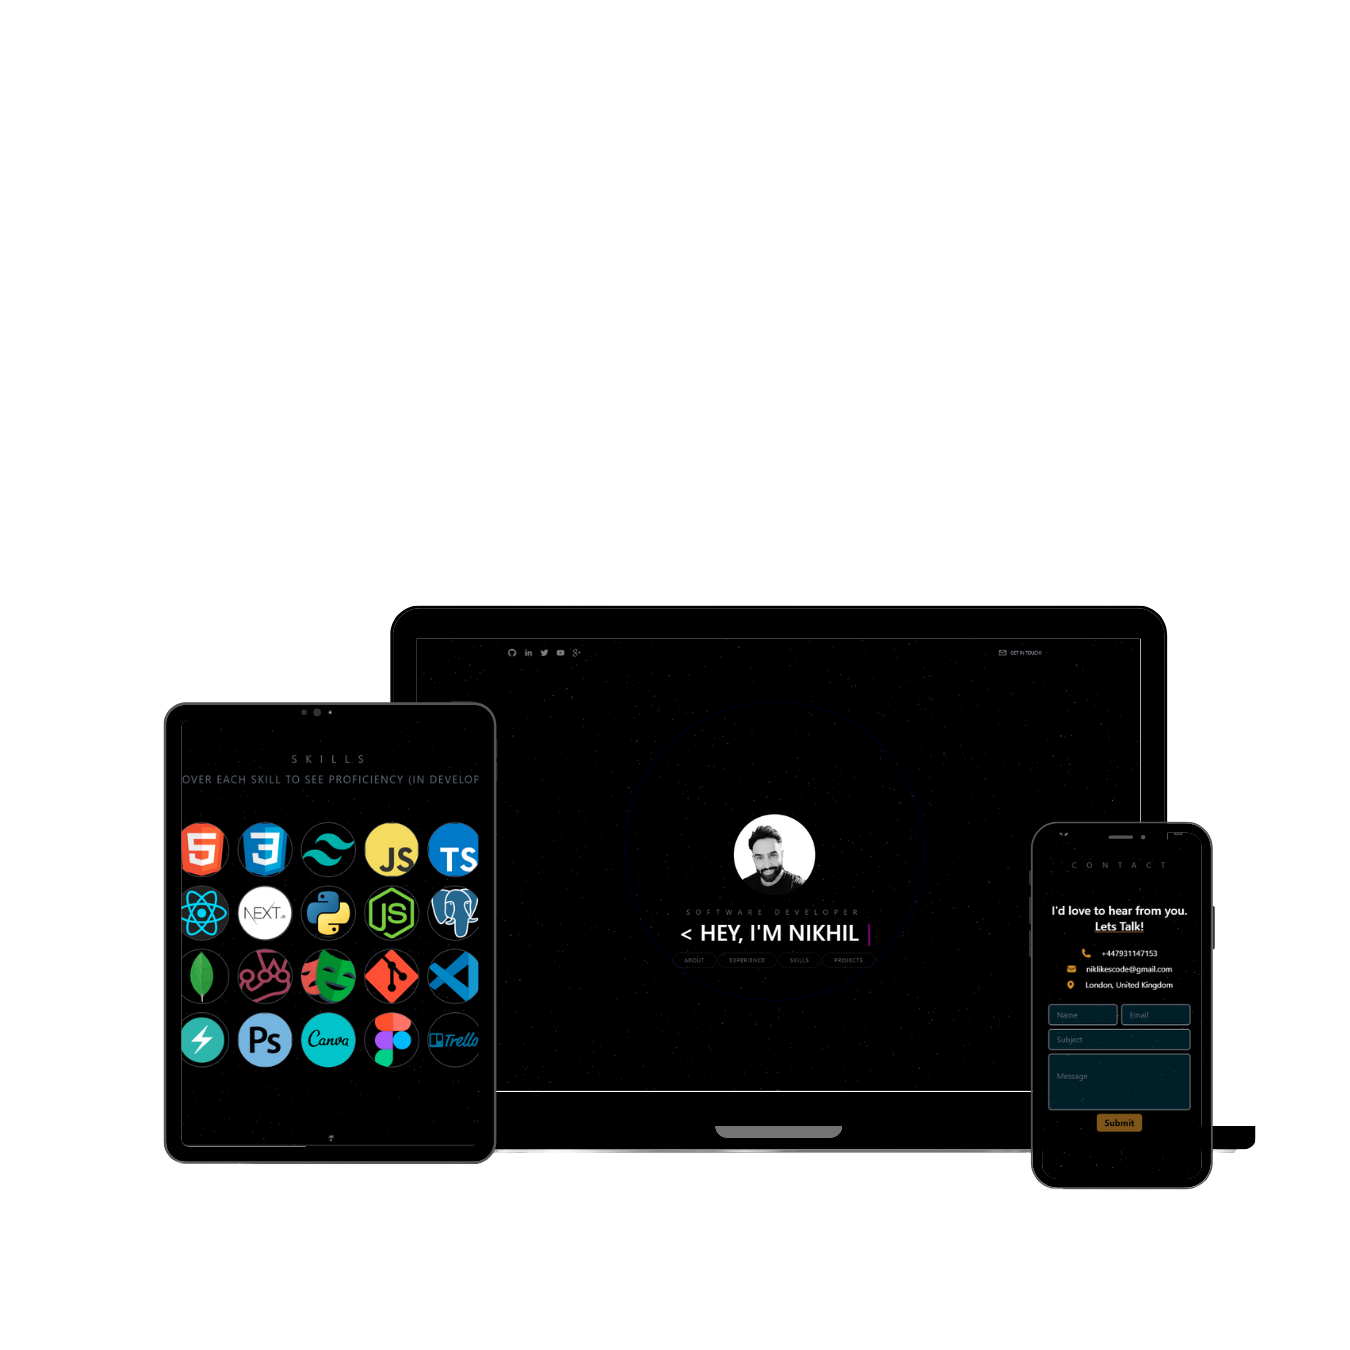 GET IN TOUCH!
SOFTWARE DEVELOPER
< HEY, I'M NIKHIL |
ABOUT EXPERIENCE SKILLS PROJECTS
SKILLS
OVER EACH SKILL TO SEE PROFICIENCY (IN DEVELOP
5 3 JS TS
NEXT.JS JS
Ps Canva Trello
CONTACT
I'd love to hear from you.
Lets Talk!
+447931147153
niklikescode@gmail.com
London, United Kingdom
Name Email
Subject
Message
Submit